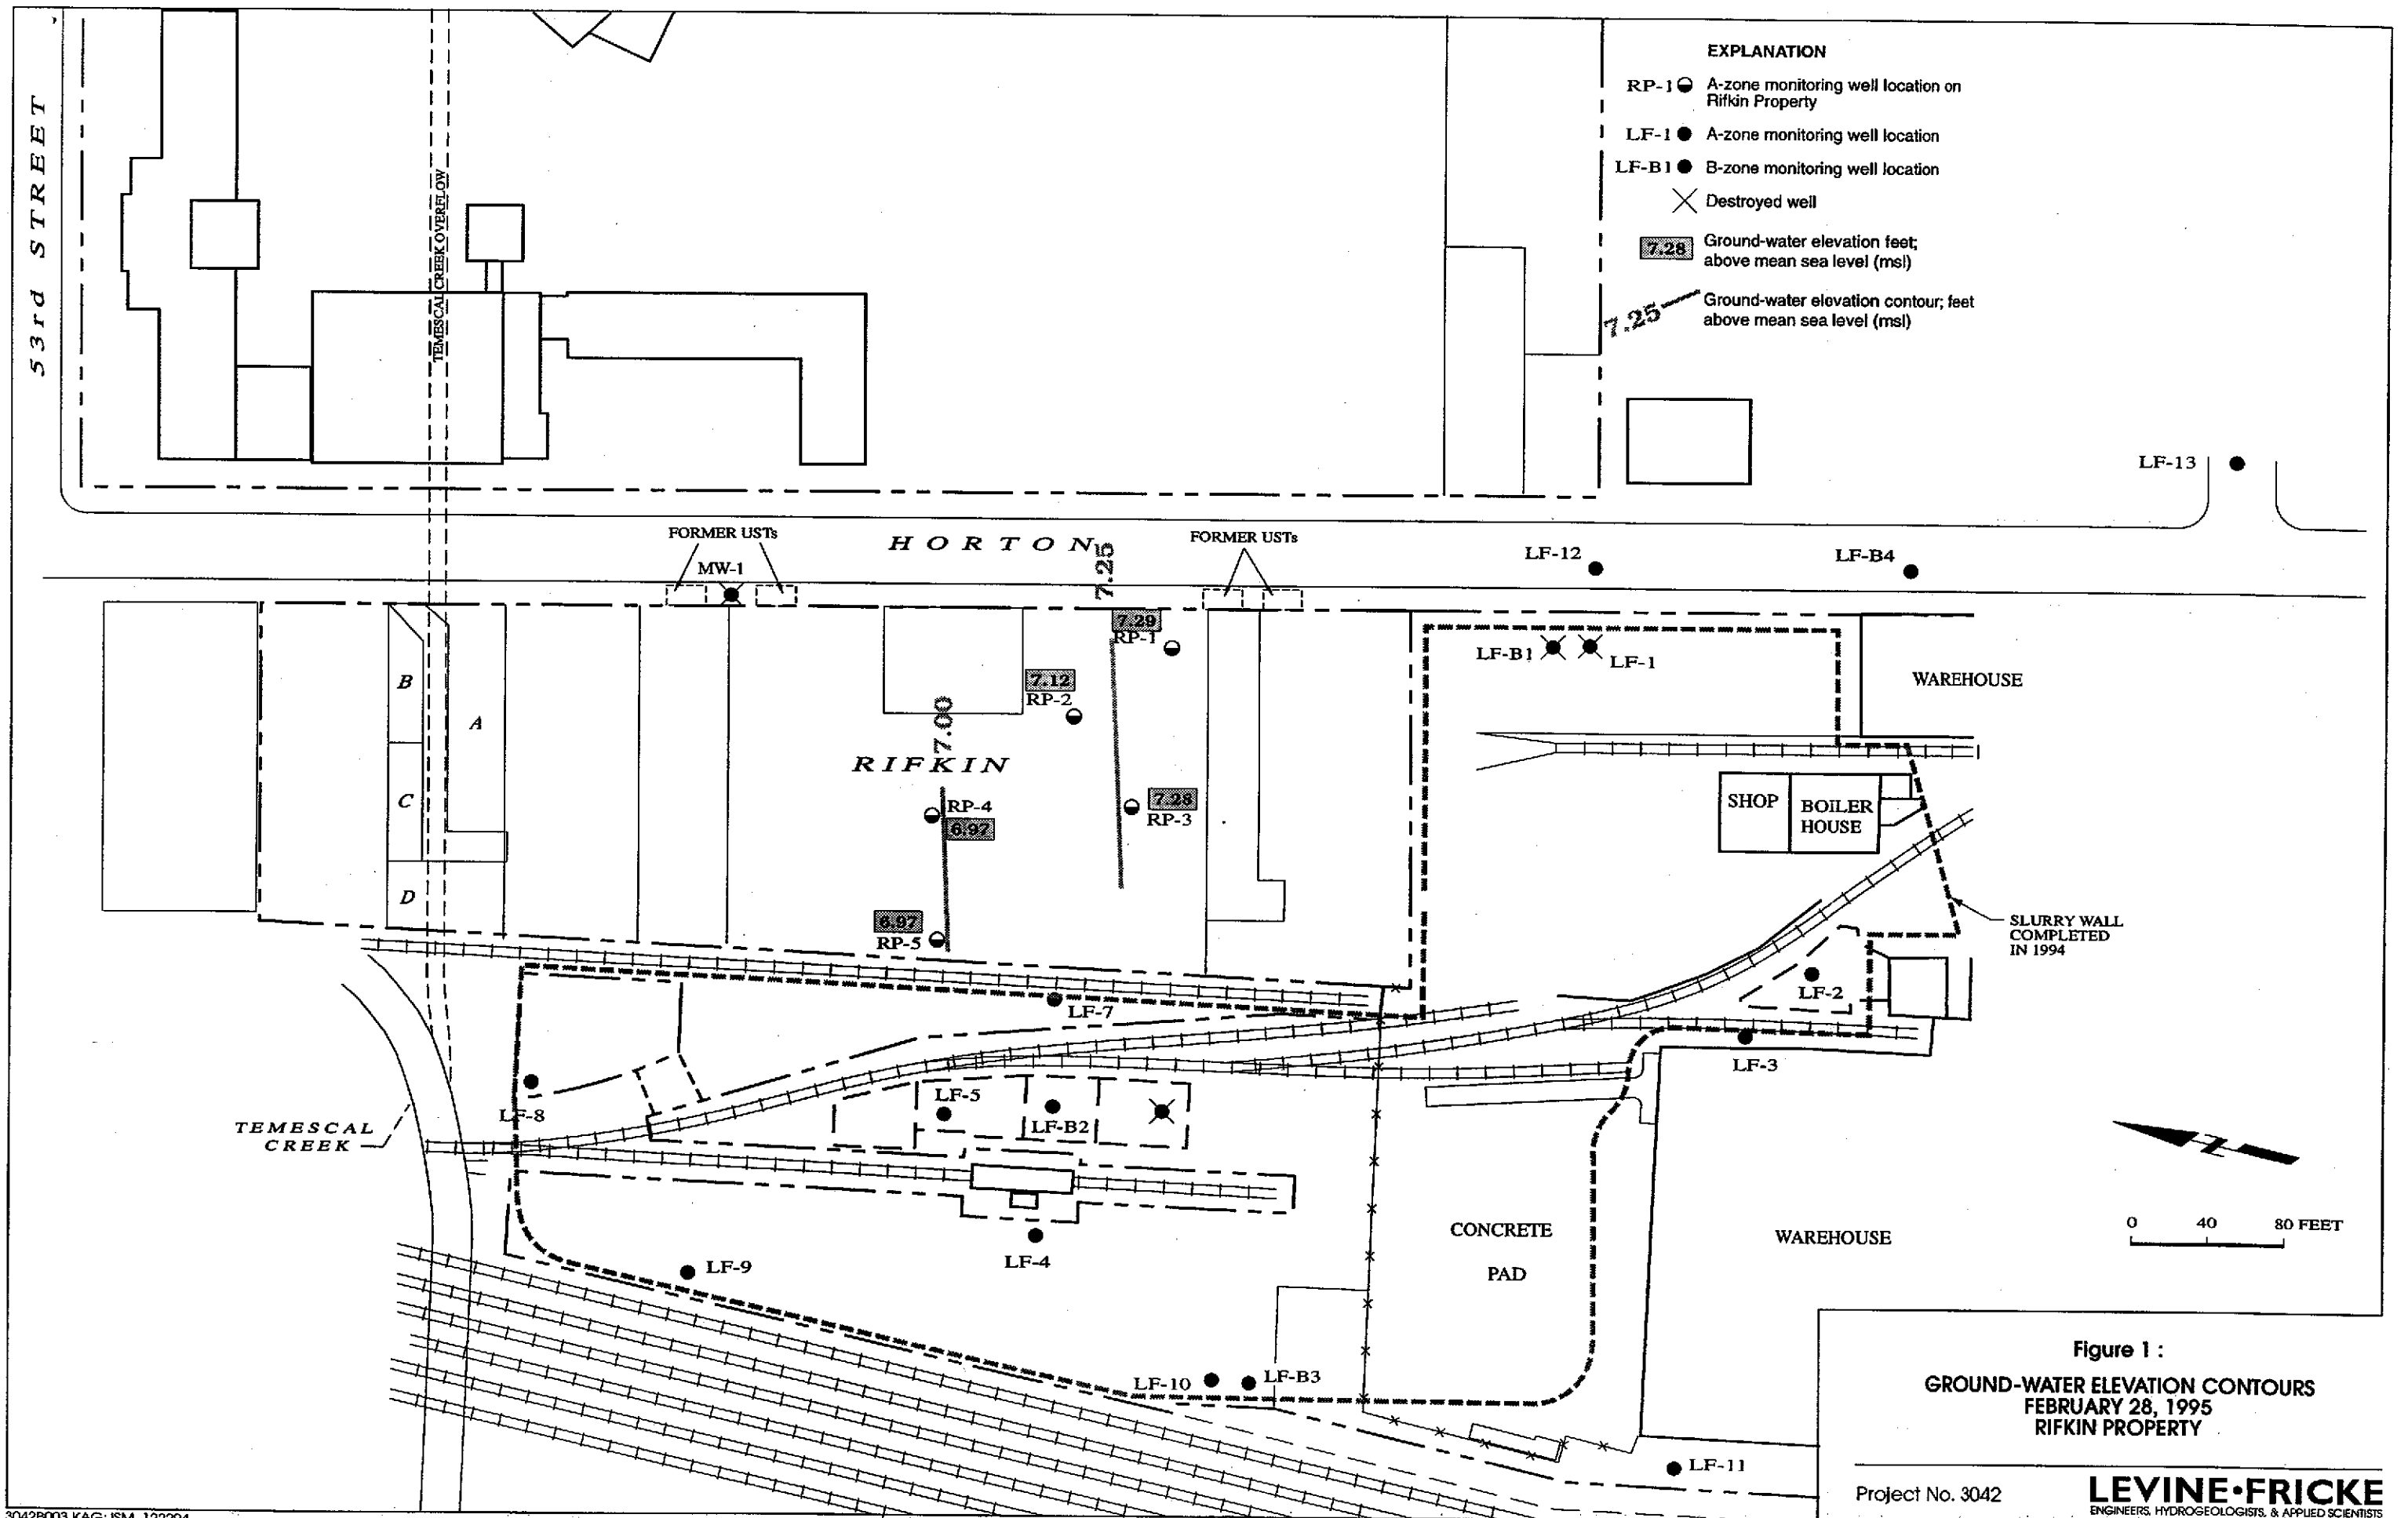 EXPLANATION
RP-1 A-zone monitoring well location on
Rifkin Property
LF-1 A-zone monitoring well location
LF-B1 B-zone monitoring well location
Destroyed well
7.28 Ground-water elevation feet;
above mean sea level (msl)
7.25 Ground-water elevation contour; feet
above mean sea level (msl)
53rd STREET
TEMESCAL CREEK OVERFLOW
LF-13
FORMER USTs
HORTON
FORMER USTs
MW-1
7.25
LF-12
LF-B4
7.29
RP-1
7.12
RP-2
LF-B1
LF-1
WAREHOUSE
B
A
7.00
RIFKIN
C
RP-4
6.97
7.28
RP-3
SHOP
BOILER
HOUSE
D
6.97
RP-5
SLURRY WALL
COMPLETED
IN 1994
LF-7
LF-2
LF-3
LF-8
LF-5
LF-B2
TEMESCAL
CREEK
LF-4
LF-9
CONCRETE
PAD
WAREHOUSE
0 40 80 FEET
LF-10
LF-B3
LF-11
Figure 1 :
GROUND-WATER ELEVATION CONTOURS
FEBRUARY 28, 1995
RIFKIN PROPERTY
Project No. 3042
LEVINE•FRICKE
ENGINEERS, HYDROGEOLOGISTS, & APPLIED SCIENTISTS